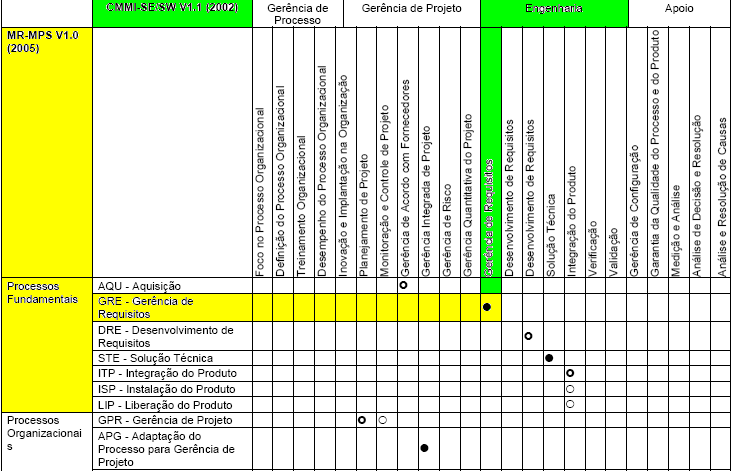 CMMI-SE/SW V1.1 (2002)
Gerência de
Processo
Gerência de Projeto
Engenharia
Apoio
MR-MPS V1.0
(2005)
Foco no Processo Organizacional
Definição do Processo Organizacional
Treinamento Organizacional
Desempenho do Processo Organizacional
Inovação e Implantação na Organização
Planejamento de Projeto
Monitoração e Controle de Projeto
Gerência de Acordo com Fornecedores
Gerência Integrada de Projeto
Gerência de Risco
Gerência Quantitativa do Projeto
Gerência de Requisitos
Desenvolvimento de Requisitos
Desenvolvimento de Requisitos
Solução Técnica
Integração do Produto
Verificação
Validação
Gerência de Configuração
Garantia da Qualidade do Processo e do Produto
Medição e Análise
Análise de Decisão e Resolução
Análise e Resolução de Causas
Processos
Fundamentais
AQU - Aquisição
GRE - Gerência de
Requisitos
DRE - Desenvolvimento de
Requisitos
STE - Solução Técnica
ITP - Integração do Produto
ISP - Instalação do Produto
LIP - Liberação do Produto
Processos
Organizacionai
s
GPR - Gerência de Projeto
APG - Adaptação do
Processo para Gerência de
Projeto